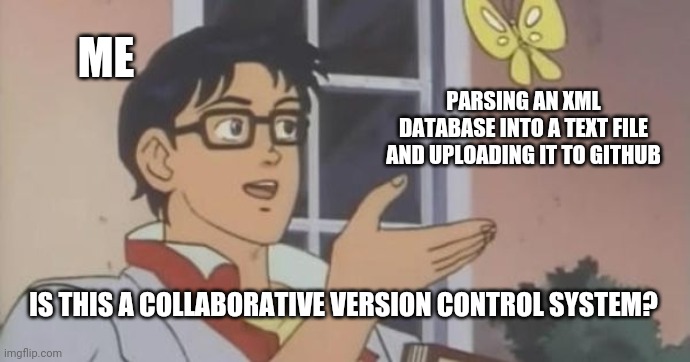 ME
PARSING AN XML
DATABASE INTO A TEXT FILE
AND UPLOADING IT TO GITHUB
IS THIS A COLLABORATIVE VERSION CONTROL SYSTEM?
imgflip.com